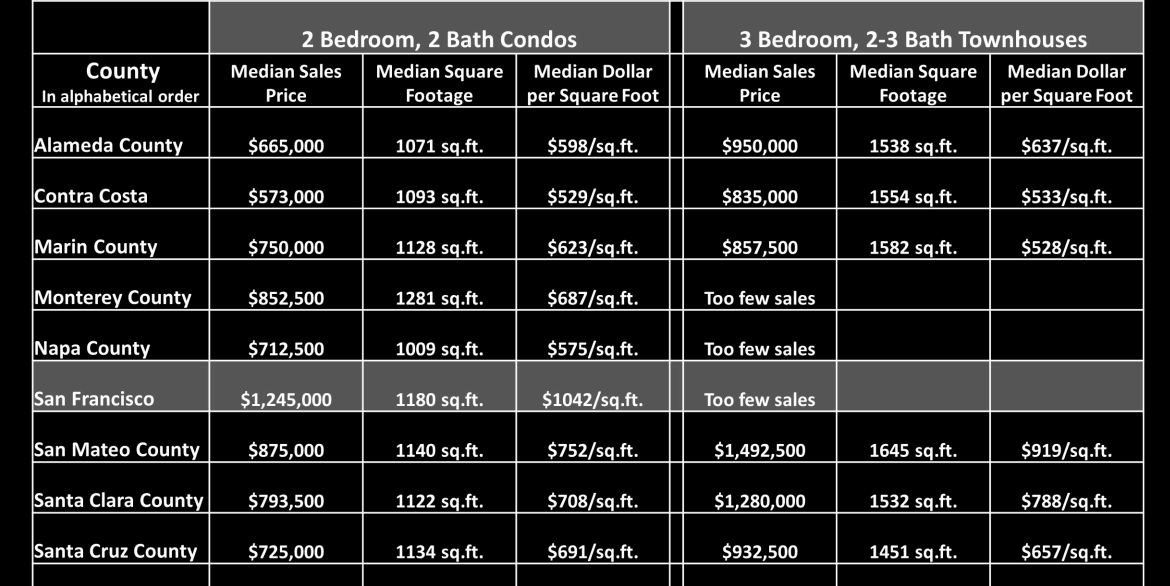 2 Bedroom, 2 Bath Condos 3 Bedroom, 2-3 Bath Townhouses
County Median Sales Median Square Median Dollar Median Sales Median Square Median Dollar
In alphabetical order Price Footage per Square Foot Price Footage per Square Foot
Alameda County $665,000 1071 sq.ft. $598/sq.ft. $950,000 1538 sq.ft. $637/sq.ft.
Contra Costa $573,000 1093 sq.ft. $529/sq.ft. $835,000 1554 sq.ft. $533/sq.ft.
Marin County $750,000 1128 sq.ft. $623/sq.ft. $857,500 1582 sq.ft. $528/sq.ft.
Monterey County $852,500 1281 sq.ft. $687/sq.ft. Too few sales
Napa County $712,500 1009 sq.ft. $575/sq.ft. Too few sales
San Francisco $1,245,000 1180 sq.ft. $1042/sq.ft. Too few sales
San Mateo County $875,000 1140 sq.ft. $752/sq.ft. $1,492,500 1645 sq.ft. $919/sq.ft.
Santa Clara County $793,500 1122 sq.ft. $708/sq.ft. $1,280,000 1532 sq.ft. $788/sq.ft.
Santa Cruz County $725,000 1134 sq.ft. $691/sq.ft. $932,500 1451 sq.ft. $657/sq.ft.